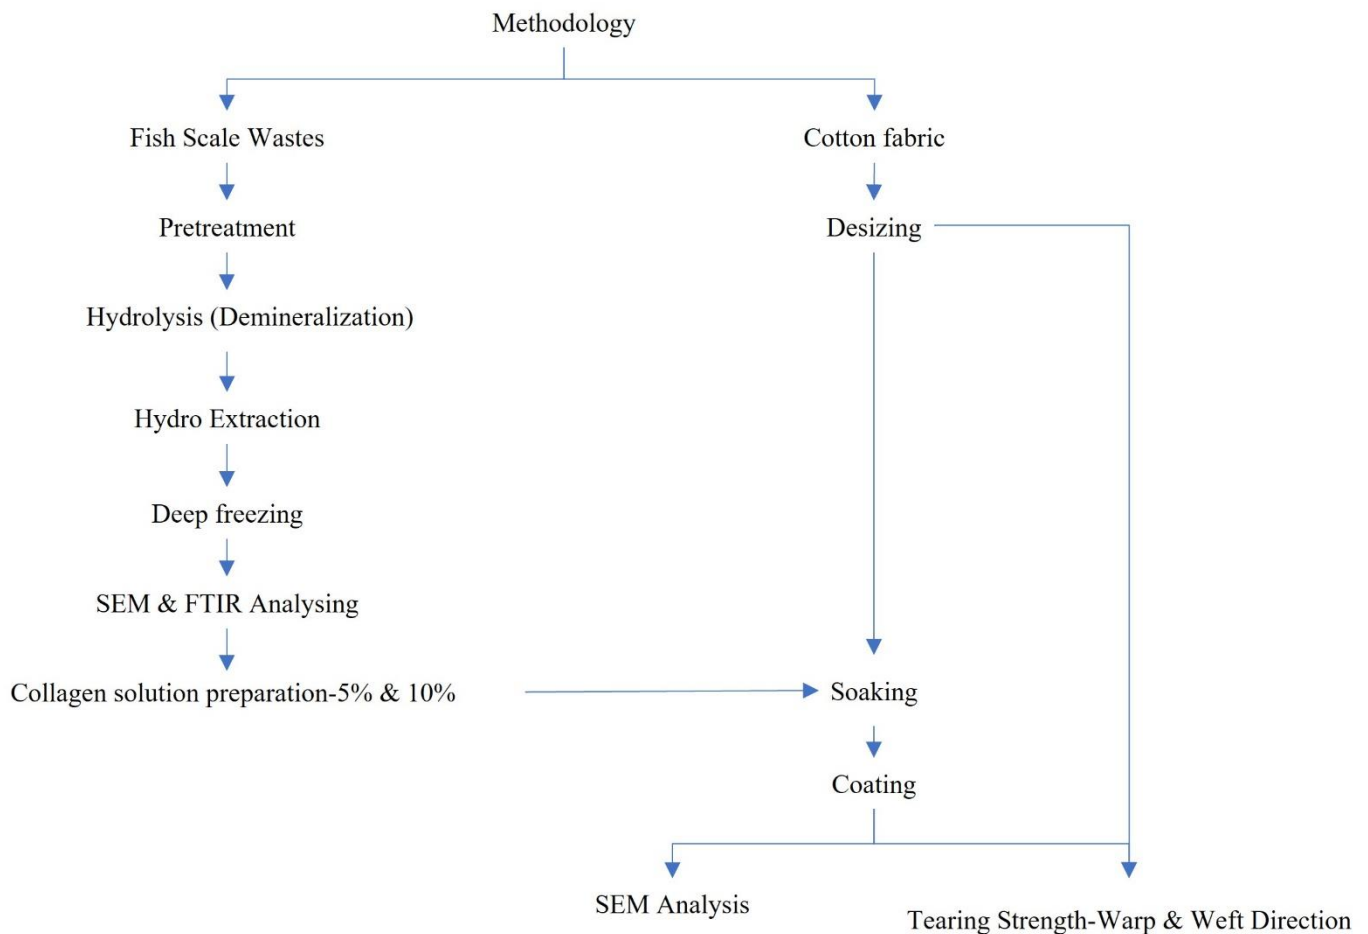 Methodology
Fish Scale Wastes
Cotton fabric
Pretreatment
Desizing
Hydrolysis (Demineralization)
Hydro Extraction
Deep freezing
SEM & FTIR Analysing
Collagen solution preparation-5% & 10%
Soaking
Coating
SEM Analysis
Tearing Strength-Warp & Weft Direction